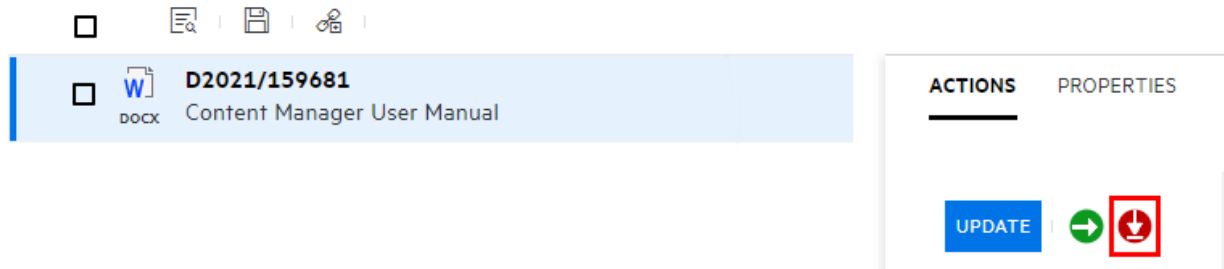 W
DOCX
D2021/159681
Content Manager User Manual
ACTIONS PROPERTIES
UPDATE